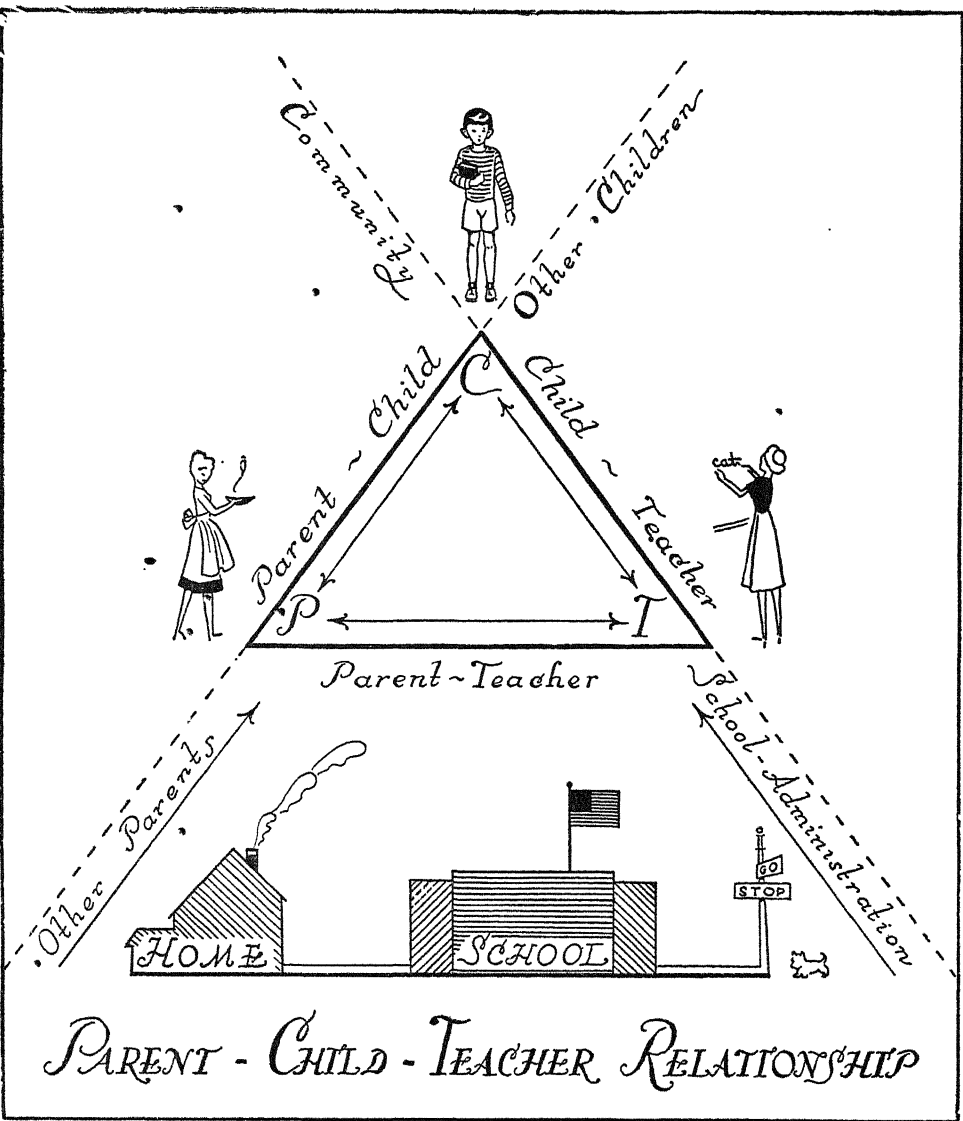 Community
Other Children
C
Parent ~ Child
Child ~ Teacher
cat
P
T
Parent~Teacher
Other Parents
School-Administration
GO
STOP
HOME
SCHOOL
PARENT - CHILD - TEACHER RELATIONSHIP